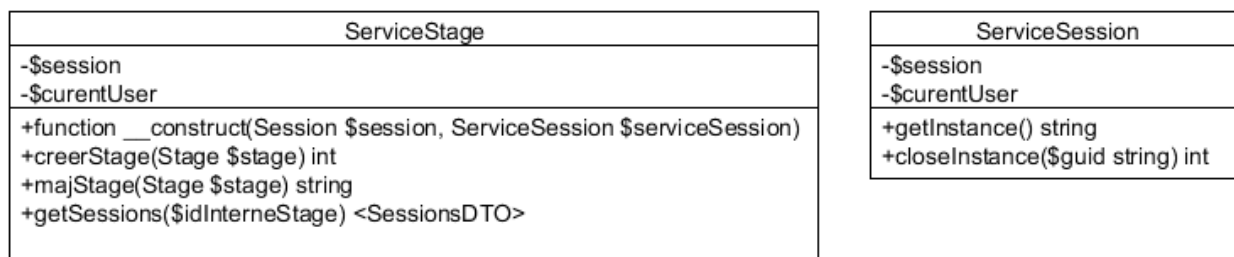 ServiceStage
-$session
-$curentUser
+function __construct(Session $session, ServiceSession $serviceSession)
+creerStage(Stage $stage) int
+majStage(Stage $stage) string
+getSessions($idInterneStage) <SessionsDTO>
ServiceSession
-$session
-$curentUser
+getInstance() string
+closeInstance($guid string) int